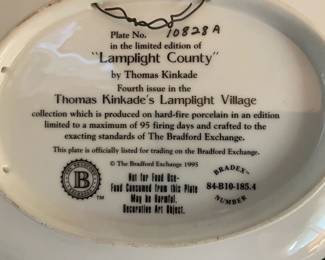 Plate No. 10828A
in the limited edition of
"Lamplight County"
by Thomas Kinkade
Fourth issue in the
Thomas Kinkade's Lamplight Village
collection which is produced on hard-fire porcelain in an edition
limited to a maximum of 95 firing days and crafted to the
exacting standards of The Bradford Exchange.
This plate is officially listed for trading on the Bradford Exchange.
© The Bradford Exchange 1995
B
TM
Not for Food Use-
Food Consumed from this Plate
May be Harmful.
Decorative Art Object.
BRADEX™
84-B10-185.4
NUMBER